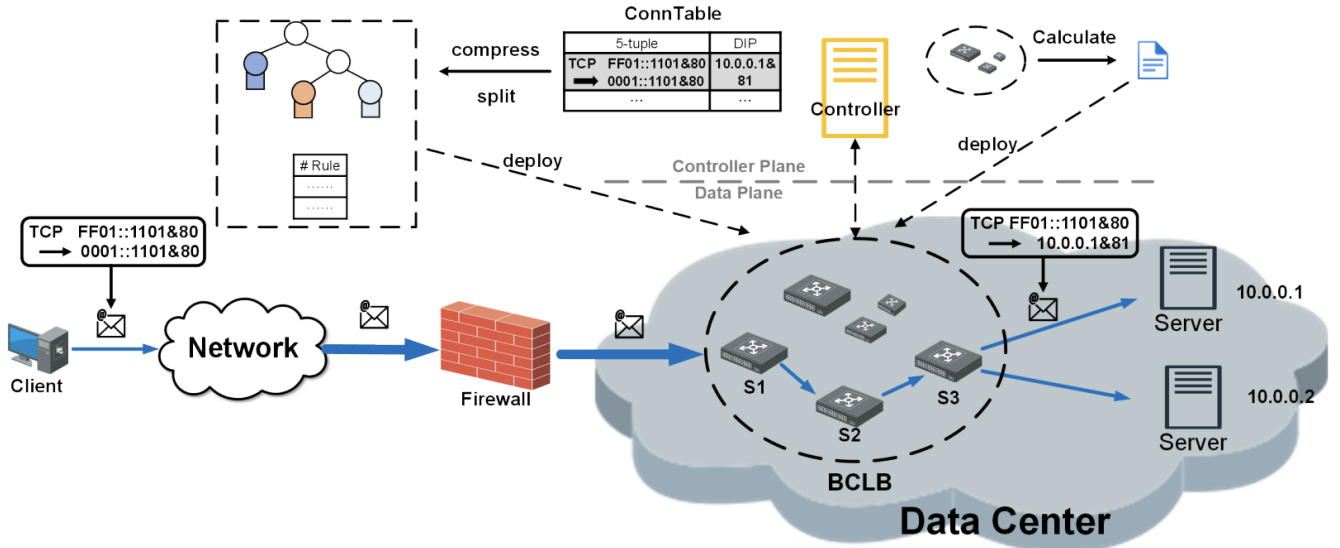 ConnTable
5-tuple DIP
TCP FF01::1101&80 10.0.0.1&
0001::1101&80 81
... ...
compress
split
Controller
Calculate
# Rule
......
......
deploy
deploy
Controller Plane
Data Plane
TCP FF01::1101&80
0001::1101&80
TCP FF01::1101&80
10.0.0.1&81
@
@
@
@
Client
Network
Firewall
S1
S2
S3
BCLB
Server
10.0.0.1
Server
10.0.0.2
Data Center